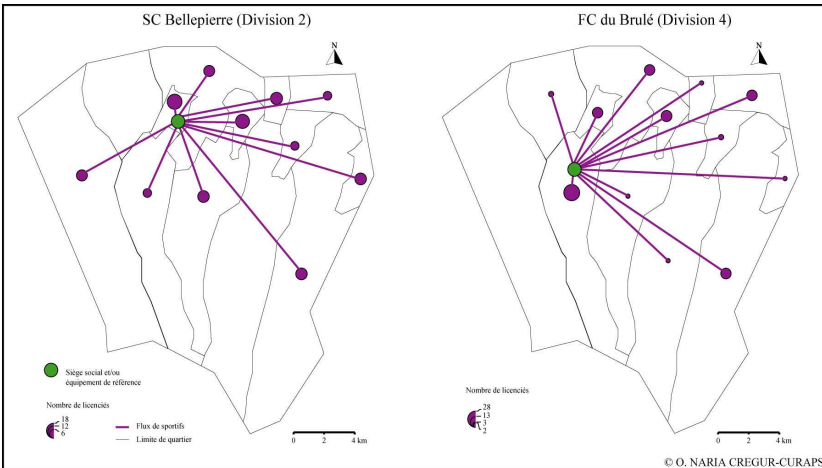 SC Bellepierre (Division 2)
N
Siège social et/ou
équipement de référence
Nombre de licenciés
18
12
6
Flux de sportifs
Limite de quartier
0 2 4 km
FC du Brulé (Division 4)
N
Nombre de licenciés
28
13
3
2
0 2 4 km
© O. NARIA CREGUR-CURAPS